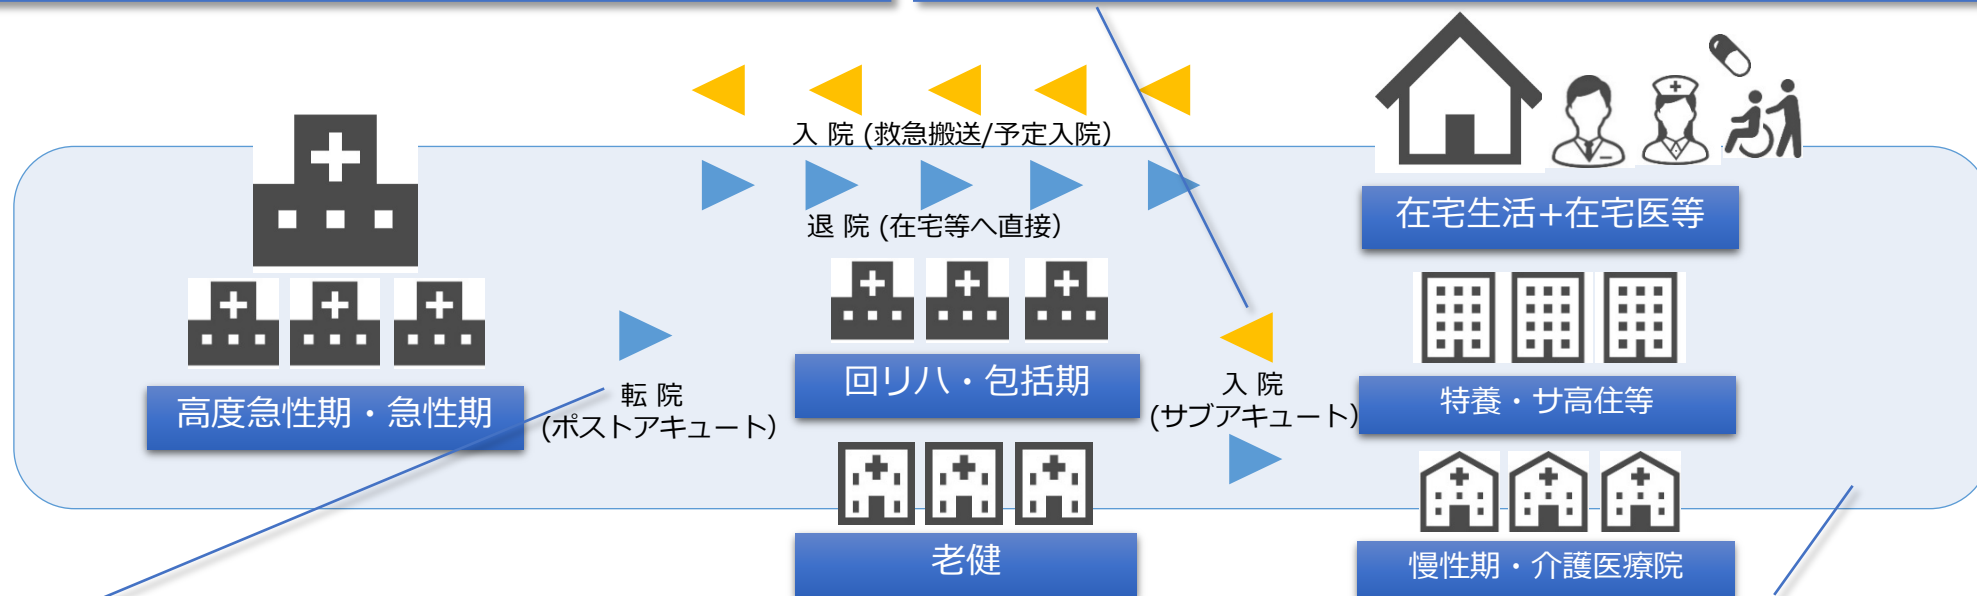 入 院 (救急搬送/予定入院)
退 院 (在宅等へ直接)
在宅生活+在宅医等
回リハ・包括期
高度急性期・急性期
転 院
(ポストアキュート)
入 院
(サブアキュート)
特養・サ高住等
老健
慢性期・介護医療院